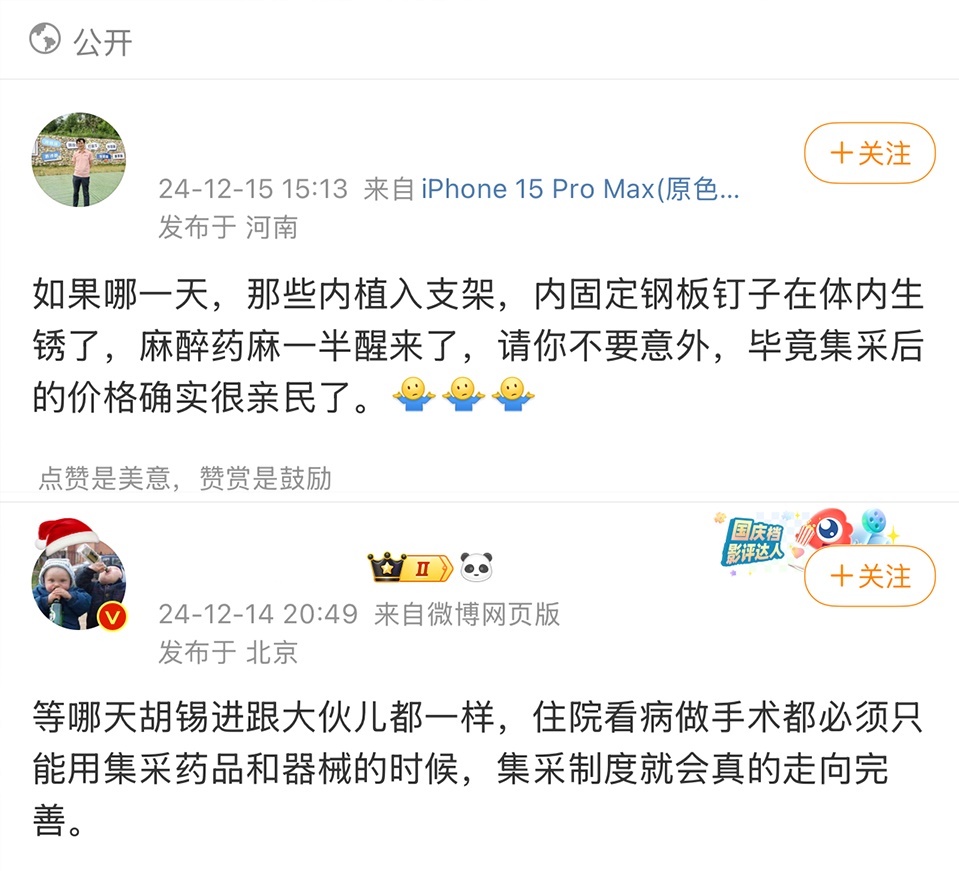 公开
+关注
24-12-15 15:13 来自 iPhone 15 Pro Max(原色...
发布于 河南
如果哪一天，那些内植入支架，内固定钢板钉子在体内生
锈了，麻醉药麻一半醒来了，请你不要意外，毕竟集采后
的价格确实很亲民了。🤷🤷🤷
点赞是美意，赞赏是鼓励
国庆档
影评达人
II
+关注
V
24-12-14 20:49 来自微博网页版
发布于 北京
等哪天胡锡进跟大伙儿都一样，住院看病做手术都必须只
能用集采药品和器械的时候，集采制度就会真的走向完
善。